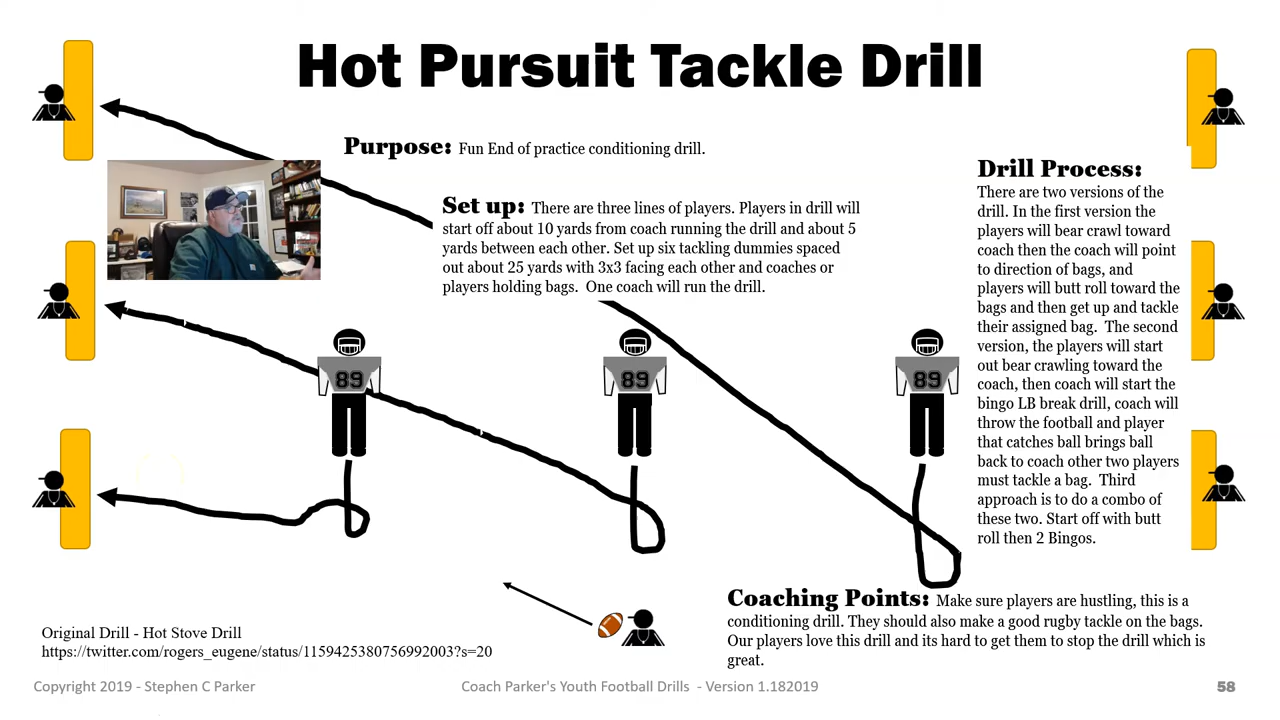 Hot Pursuit Tackle Drill
Purpose: Fun End of practice conditioning drill.
Set up: There are three lines of players. Players in drill will
start off about 10 yards from coach running the drill and about 5
yards between each other. Set up six tackling dummies spaced
out about 25 yards with 3x3 facing each other and coaches or
players holding bags.  One coach will run the drill.
Drill Process:
There are two versions of the
drill. In the first version the
players will bear crawl toward
coach then the coach will point
to direction of bags, and
players will butt roll toward the
bags and then get up and tackle
their assigned bag.  The second
version, the players will start
out bear crawling toward the
coach, then coach will start the
bingo LB break drill, coach will
throw the football and player
that catches ball brings ball
back to coach other two players
must tackle a bag.  Third
approach is to do a combo of
these two. Start off with butt
roll then 2 Bingos.
89
89
89
Coaching Points: Make sure players are hustling, this is a
conditioning drill. They should also make a good rugby tackle on the bags.
Our players love this drill and its hard to get them to stop the drill which is
great.
Original Drill - Hot Stove Drill
https://twitter.com/rogers_eugene/status/1159425380756992003?s=20
Copyright 2019 - Stephen C Parker
Coach Parker's Youth Football Drills  - Version 1.182019
58